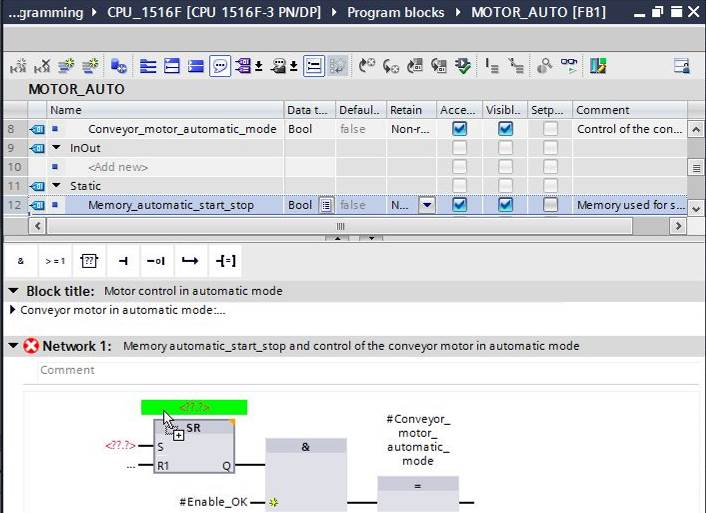 ...gramming ▸ CPU_1516F [CPU 1516F-3 PN/DP] ▸ Program blocks ▸ MOTOR_AUTO [FB1]
MOTOR_AUTO
Name Data t... Defaul.. Retain Acce... Visibl.. Setp... Comment
8 Conveyor_motor_automatic_mode Bool false Non-r... Control of the con...
9 InOut
10 <Add new>
11 Static
12 Memory_automatic_start_stop Bool false N... Memory used for s...
& >=1 [??] ⊣ -o| ↦ -[=]
Block title: Motor control in automatic mode
Conveyor motor in automatic mode:...
Network 1: Memory automatic_start_stop and control of the conveyor motor in automatic mode
Comment
<??.?>
SR
<??.?> S
... R1 Q
&
#Enable_OK
#Conveyor_
motor_
automatic_
mode
=